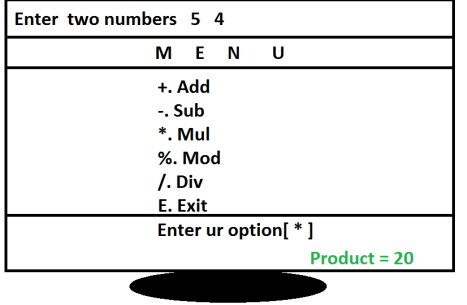 Enter two numbers 5 4
M E N U
+. Add
-. Sub
*. Mul
%. Mod
/. Div
E. Exit
Enter ur option[ * ]
Product = 20